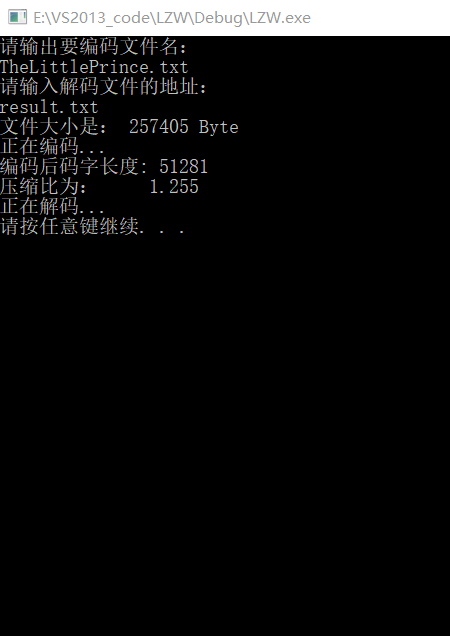 E:\VS2013_code\LZW\Debug\LZW.exe
请输出要编码文件名:
TheLittlePrince.txt
请输入解码文件的地址:
result.txt
文件大小是: 257405 Byte
正在编码...
编码后码字长度: 51281
压缩比为: 1.255
正在解码...
请按任意键继续. . .